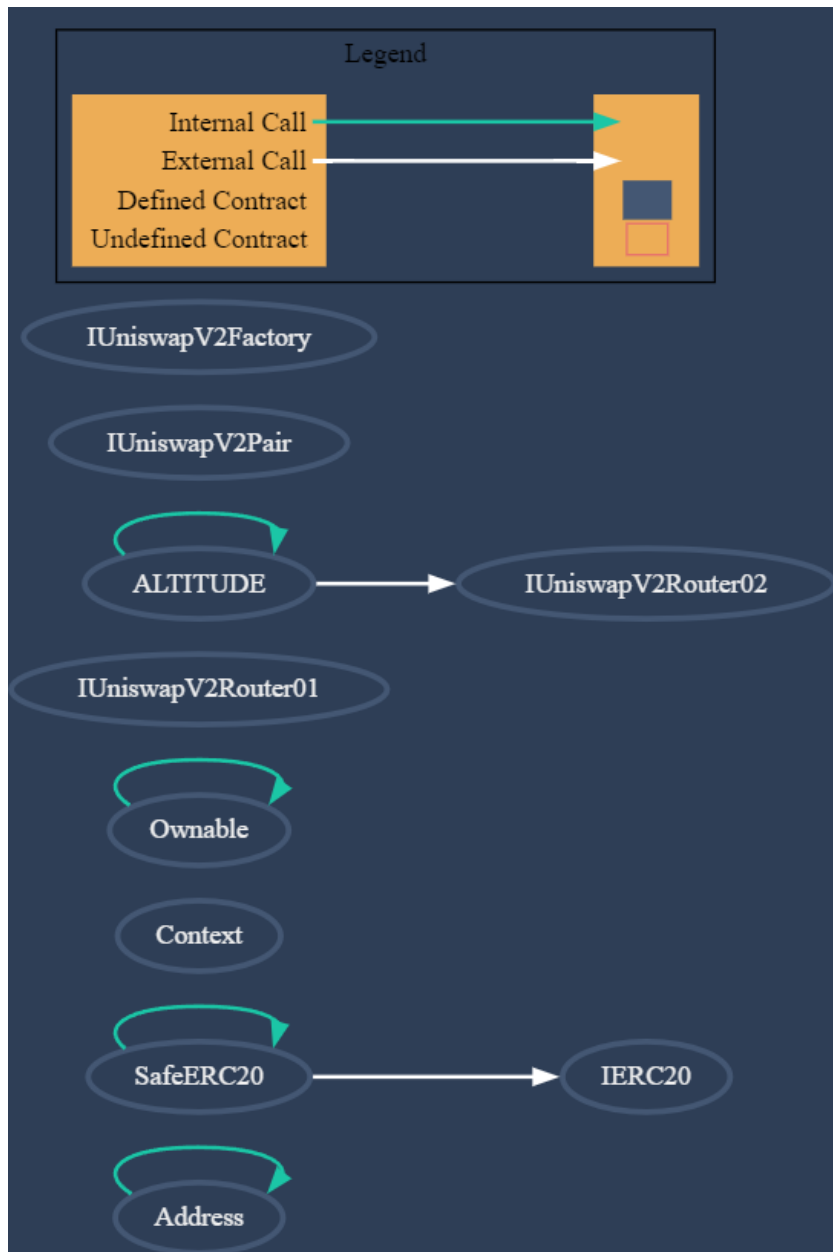 Legend
Internal Call
External Call
Defined Contract
Undefined Contract
IUniswapV2Factory
IUniswapV2Pair
ALTITUDE
IUniswapV2Router02
IUniswapV2Router01
Ownable
Context
SafeERC20
IERC20
Address